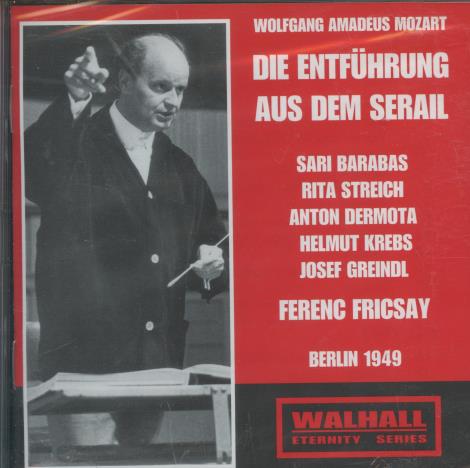 WOLFGANG AMADEUS MOZART
DIE ENTFÜHRUNG
AUS DEM SERAIL
SARI BARABAS
RITA STREICH
ANTON DERMOTA
HELMUT KREBS
JOSEF GREINDL
FERENC FRICSAY
BERLIN 1949
WALHALL
ETERNITY SERIES